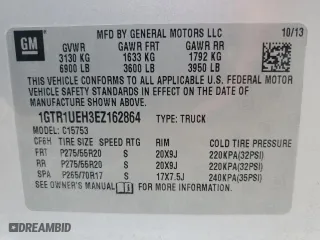 GM
MFD BY GENERAL MOTORS LLC 10/13
GVWR GAWR FRT GAWR RR
3130 KG 1633 KG 1792 KG
6900 LB 3600 LB 3950 LB
THIS VEHICLE CONFORMS TO ALL APPLICABLE U.S. FEDERAL MOTOR
VEHICLE SAFETY STANDARDS IN EFFECT ON THE DATE OF
MANUFACTURE SHOWN ABOVE.
1GTR1UEH3EZ162864 TYPE: TRUCK
MODEL: C15753
CF6H TIRE SIZE SPEED RTG RIM COLD TIRE PRESSURE
FRT P275/55R20 S 20X9J 220KPA(32PSI)
RR P275/55R20 S 20X9J 220KPA(32PSI)
SPA P265/70R17 S 17X7.5J 240KPA(35PSI)
SEE OWNER'S MANUAL FOR MORE INFORMATION.